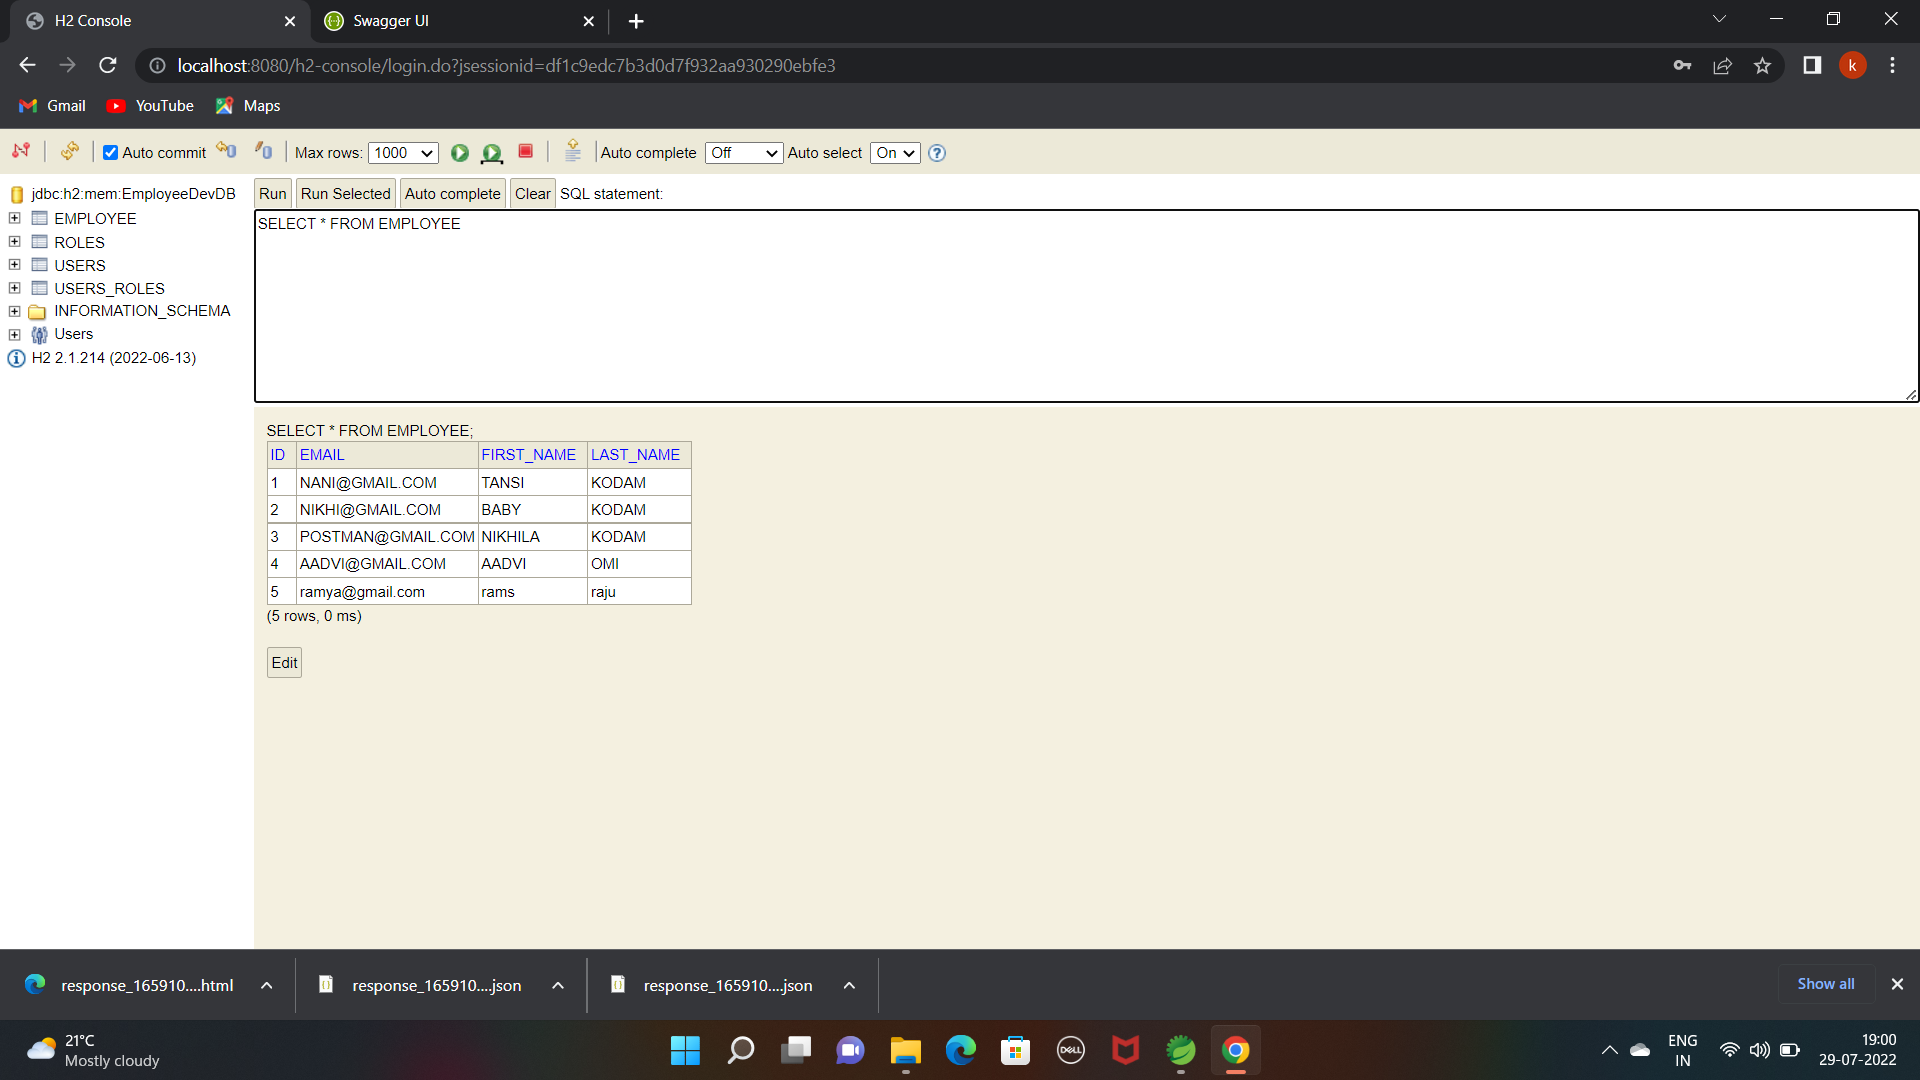 H2 Console
Swagger UI
localhost:8080/h2-console/login.do?jsessionid=df1c9edc7b3d0d7f932aa930290ebfe3
k
Gmail YouTube Maps
Auto commit Max rows: 1000 Auto complete Off Auto select On ?
jdbc:h2:mem:EmployeeDevDB
EMPLOYEE
ROLES
USERS
USERS_ROLES
INFORMATION_SCHEMA
Users
H2 2.1.214 (2022-06-13)
Run Run Selected Auto complete Clear SQL statement:
SELECT * FROM EMPLOYEE
SELECT * FROM EMPLOYEE;
ID EMAIL FIRST_NAME LAST_NAME
1 NANI@GMAIL.COM TANSI KODAM
2 NIKHI@GMAIL.COM BABY KODAM
3 POSTMAN@GMAIL.COM NIKHILA KODAM
4 AADVI@GMAIL.COM AADVI OMI
5 ramya@gmail.com rams raju
(5 rows, 0 ms)
Edit
response_165910....html response_165910....json response_165910....json Show all
21°C
Mostly cloudy
DELL
ENG
IN
19:00
29-07-2022